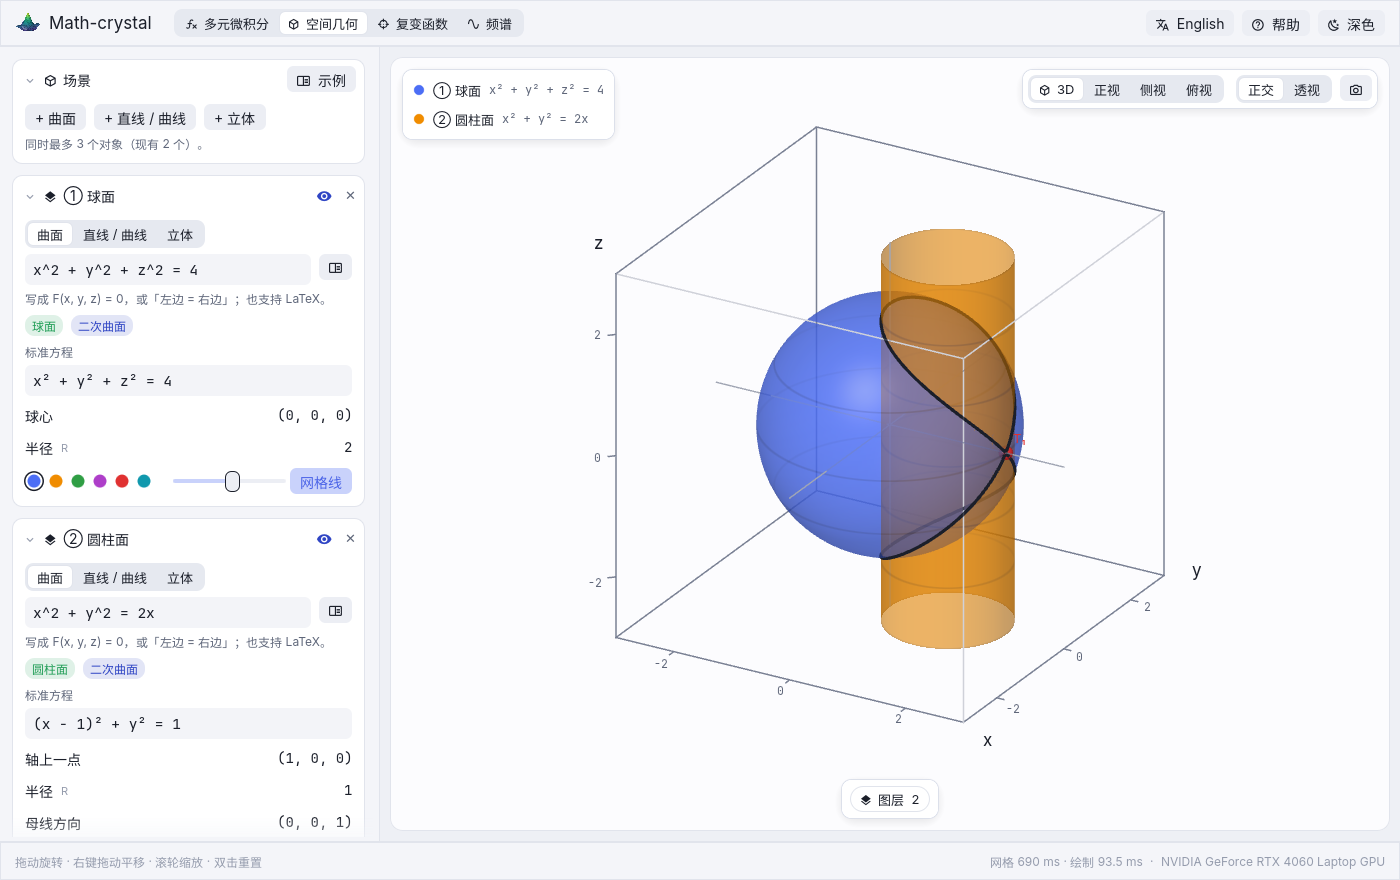 Math-crystal
多元微积分
空间几何
复变函数
频谱
English
帮助
深色
场景
示例
+ 曲面
+ 直线 / 曲线
+ 立体
同时最多 3 个对象（现有 2 个）。
① 球面
曲面
直线 / 曲线
立体
x^2 + y^2 + z^2 = 4
写成 F(x, y, z) = 0，或「左边 = 右边」；也支持 LaTeX。
球面
二次曲面
标准方程
x² + y² + z² = 4
球心
(0, 0, 0)
半径 R
2
网格线
② 圆柱面
曲面
直线 / 曲线
立体
x^2 + y^2 = 2x
写成 F(x, y, z) = 0，或「左边 = 右边」；也支持 LaTeX。
圆柱面
二次曲面
标准方程
(x - 1)² + y² = 1
轴上一点
(1, 0, 0)
半径 R
1
母线方向
(0, 0, 1)
① 球面 x² + y² + z² = 4
② 圆柱面 x² + y² = 2x
3D
正视
侧视
俯视
正交
透视
z
2
0
-2
-2
0
2
x
-2
0
2
y
图层 2
拖动旋转 · 右键拖动平移 · 滚轮缩放 · 双击重置
网格 690 ms · 绘制 93.5 ms · NVIDIA GeForce RTX 4060 Laptop GPU